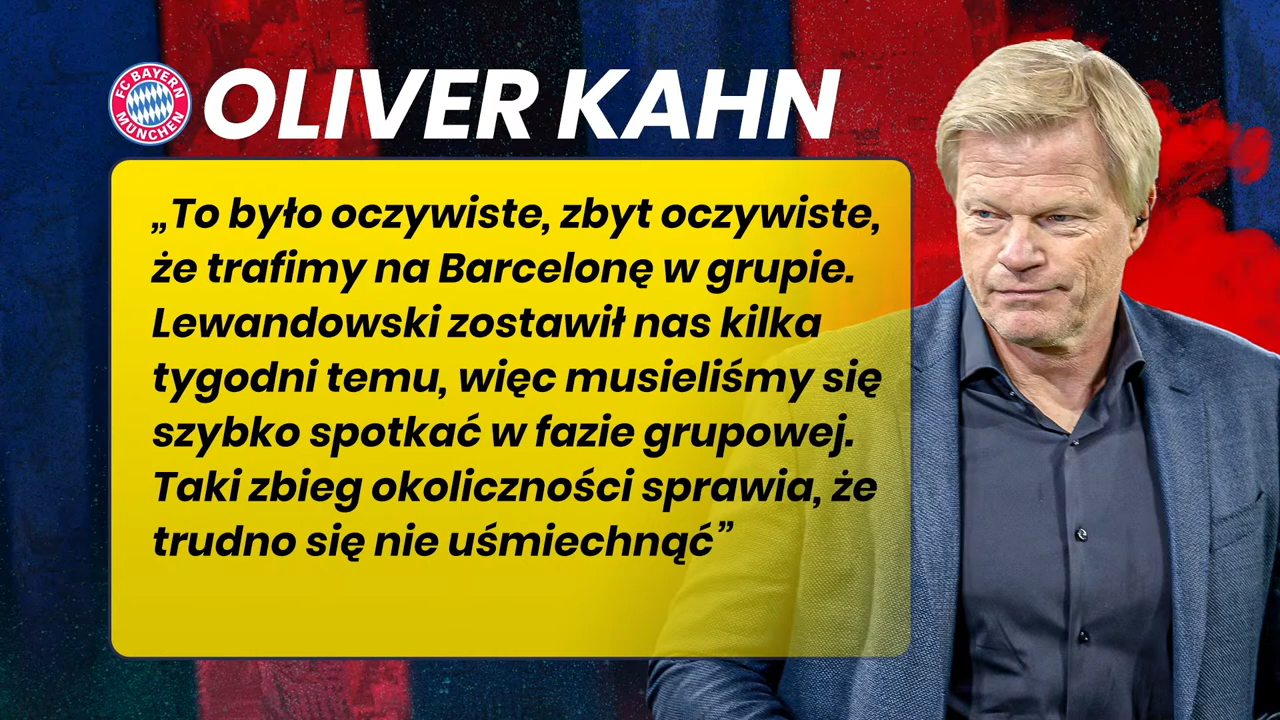 FC BAYERN MÜNCHEN
OLIVER KAHN
„To było oczywiste, zbyt oczywiste,
że trafimy na Barcelonę w grupie.
Lewandowski zostawił nas kilka
tygodni temu, więc musieliśmy się
szybko spotkać w fazie grupowej.
Taki zbieg okoliczności sprawia, że
trudno się nie uśmiechnąć”